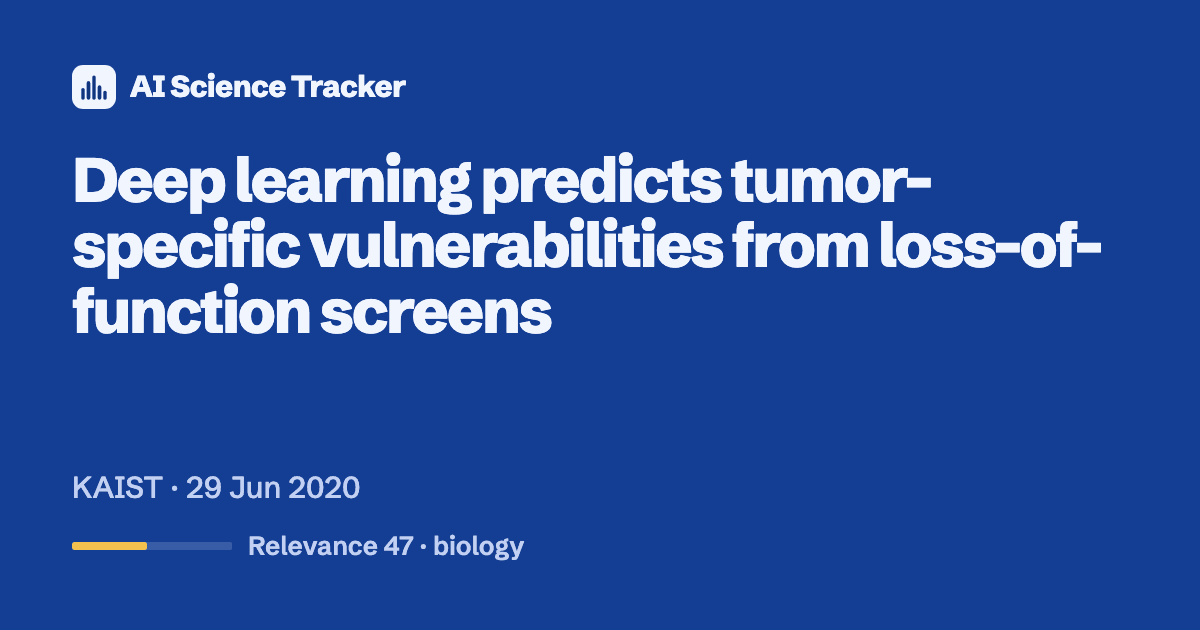 AI Science Tracker
Deep learning predicts tumor-
specific vulnerabilities from loss-of-
function screens
KAIST · 29 Jun 2020
Relevance 47 · biology